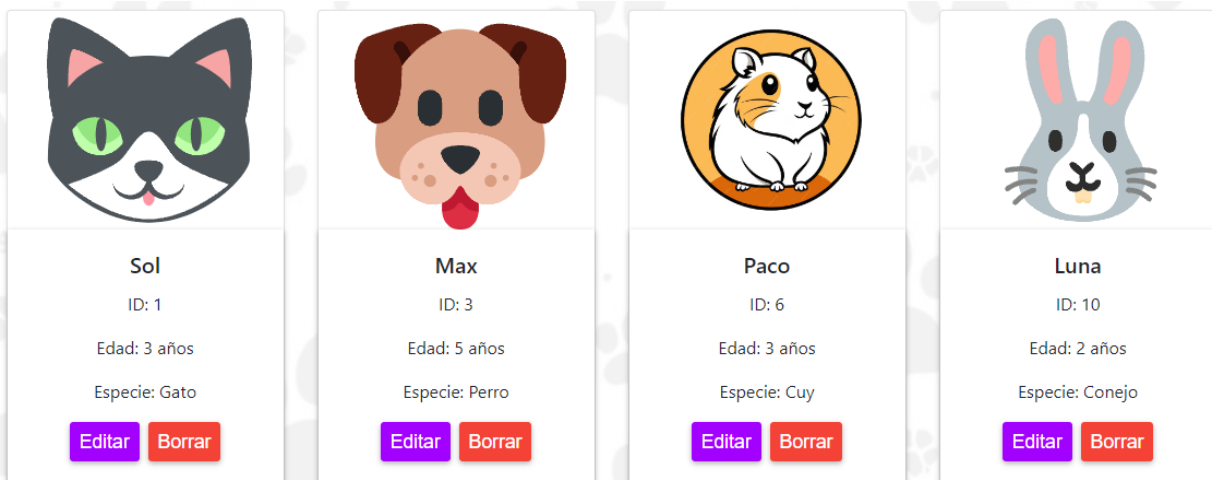 Sol
ID: 1
Edad: 3 años
Especie: Gato
Editar Borrar
Max
ID: 3
Edad: 5 años
Especie: Perro
Editar Borrar
Paco
ID: 6
Edad: 3 años
Especie: Cuy
Editar Borrar
Luna
ID: 10
Edad: 2 años
Especie: Conejo
Editar Borrar